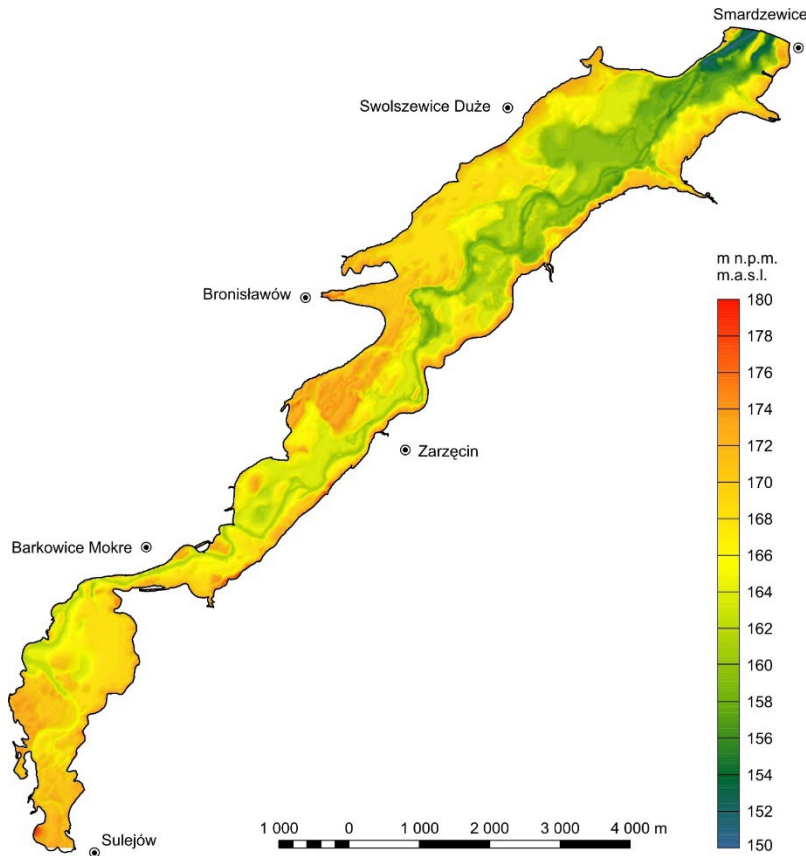 Smardzewice
Swolszewice Duże
m n.p.m.
m.a.s.l.
Bronisławów
180
178
176
174
172
170
168
166
164
162
160
158
156
154
152
150
Zarzęcin
Barkowice Mokre
Sulejów
1 000 0 1 000 2 000 3 000 4 000 m